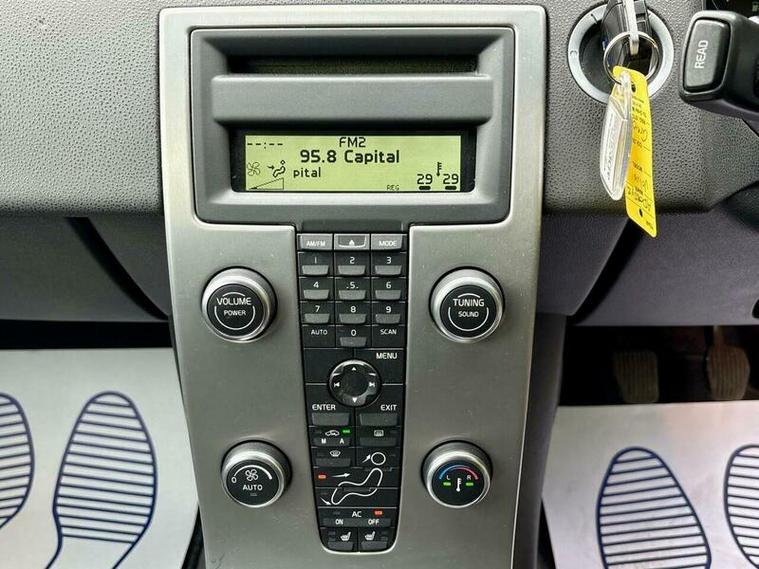 READ
--:--
FM2
95.8 Capital
pital
REG
29 29
AM/FM
MODE
1 2 3
4 .5. 6
7 8 9
AUTO 0 SCAN
VOLUME
POWER
TUNING
SOUND
MENU
ENTER EXIT
M A
0 AUTO
L R
AC
ON OFF